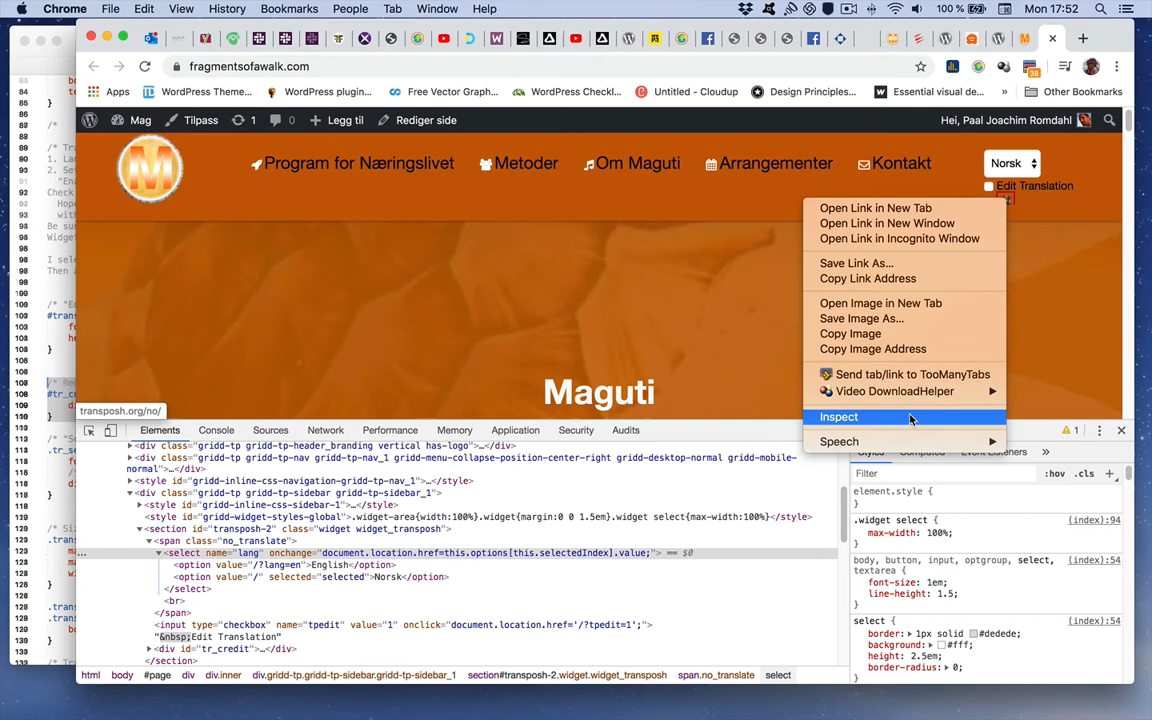 Chrome File Edit View History Bookmarks People Tab Window Help 100 % Mon 17:52
fragmentsofawalk.com
38
Apps WordPress Theme... WordPress plugin... Free Vector Graph... WordPress Checkl... Untitled - Cloudup Design Principles... Essential visual de... » Other Bookmarks
Mag Tilpass 1 0 Legg til Rediger side Hei, Paal Joachim Romdahl
M Program for Næringslivet Metoder Om Maguti Arrangementer Kontakt Norsk
Edit Translation
Open Link in New Tab
Open Link in New Window
Open Link in Incognito Window
Save Link As...
Copy Link Address
Open Image in New Tab
Save Image As...
Copy Image
Copy Image Address
Send tab/link to TooManyTabs
Video DownloadHelper
Inspect
Speech
Maguti
transposh.org/no/
Elements Console Sources Network Performance Memory Application Security Audits 1
Styles Computed Event Listeners »
<div class="gridd-tp gridd-tp-header_branding vertical has-logo">…</div>
<div class="gridd-tp gridd-tp-nav gridd-tp-nav_1 gridd-menu-collapse-position-center-right gridd-desktop-normal gridd-mobile-
normal">…</div>
<style id="gridd-inline-css-navigation-gridd-tp-nav_1">…</style>
<div class="gridd-tp gridd-tp-sidebar gridd-tp-sidebar_1">
<style id="gridd-inline-css-sidebar-1">…</style>
<style id="gridd-widget-styles-global">.widget-area{width:100%}.widget{margin:0 0 1.5em}.widget select{max-width:100%}</style>
<section id="transposh-2" class="widget widget_transposh">
<span class="no_translate">
… <select name="lang" onchange="document.location.href=this.options[this.selectedIndex].value;"> == $0
<option value="/?lang=en">English</option>
<option value="/" selected="selected">Norsk</option>
</select>
<br>
</span>
<input type="checkbox" name="tpedit" value="1" onclick="document.location.href='/?tpedit=1';">
"&nbsp;Edit Translation"
<div id="tr_credit">…</div>
</section>
html body #page div div.inner div.gridd-tp.gridd-tp-sidebar.gridd-tp-sidebar_1 section#transposh-2.widget.widget_transposh span.no_translate select
Filter :hov .cls +
element.style {
}
.widget select { (index):94
max-width: 100%;
}
body, button, input, optgroup, select, (index):54
textarea {
font-size: 1em;
line-height: 1.5;
}
select { (index):54
border: 1px solid #dedede;
background: #fff;
height: 2.5em;
border-radius: 0;